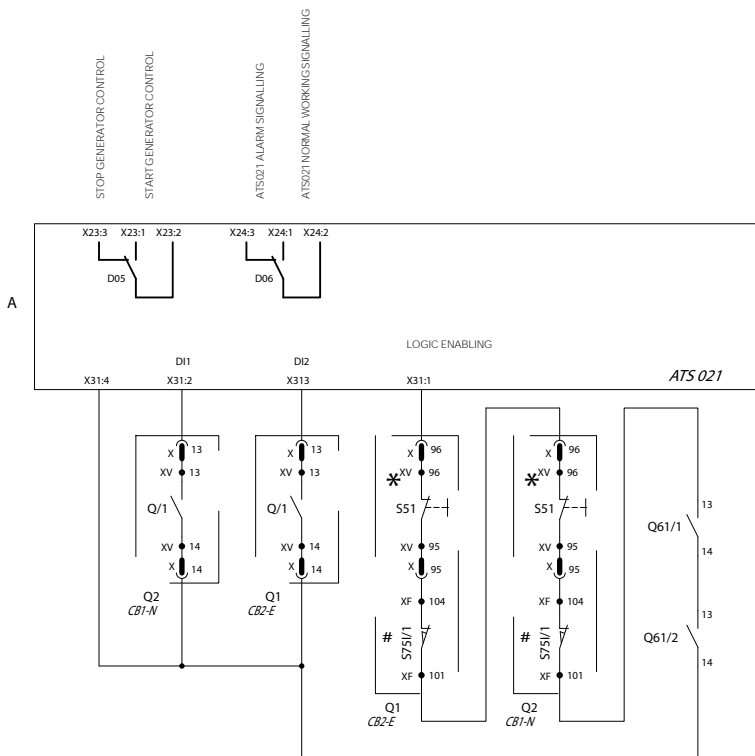 STOP GENERATOR CONTROL
START GENERATOR CONTROL
ATS021 ALARM SIGNALLING
ATS021 NORMAL WORKING SIGNALLING
X23:3 X23:1 X23:2 X24:3 X24:1 X24:2
D05 D06
A
LOGIC ENABLING
DI1 DI2
ATS 021
X31:4 X31:2 X313 X31:1
X 13 X 13 X 96 X 96
XV 13 XV 13 * XV 96 * XV 96
Q/1 Q/1 S51 S51
13
Q61/1
14
XV 14 XV 14 XV 95 XV 95
X 14 X 14 X 95 X 95
Q2 Q1
CB1-N CB2-E
XF 104 XF 104
# S75I/1 # S75I/1
13
Q61/2
14
XF 101 XF 101
Q1 Q2
CB2-E CB1-N